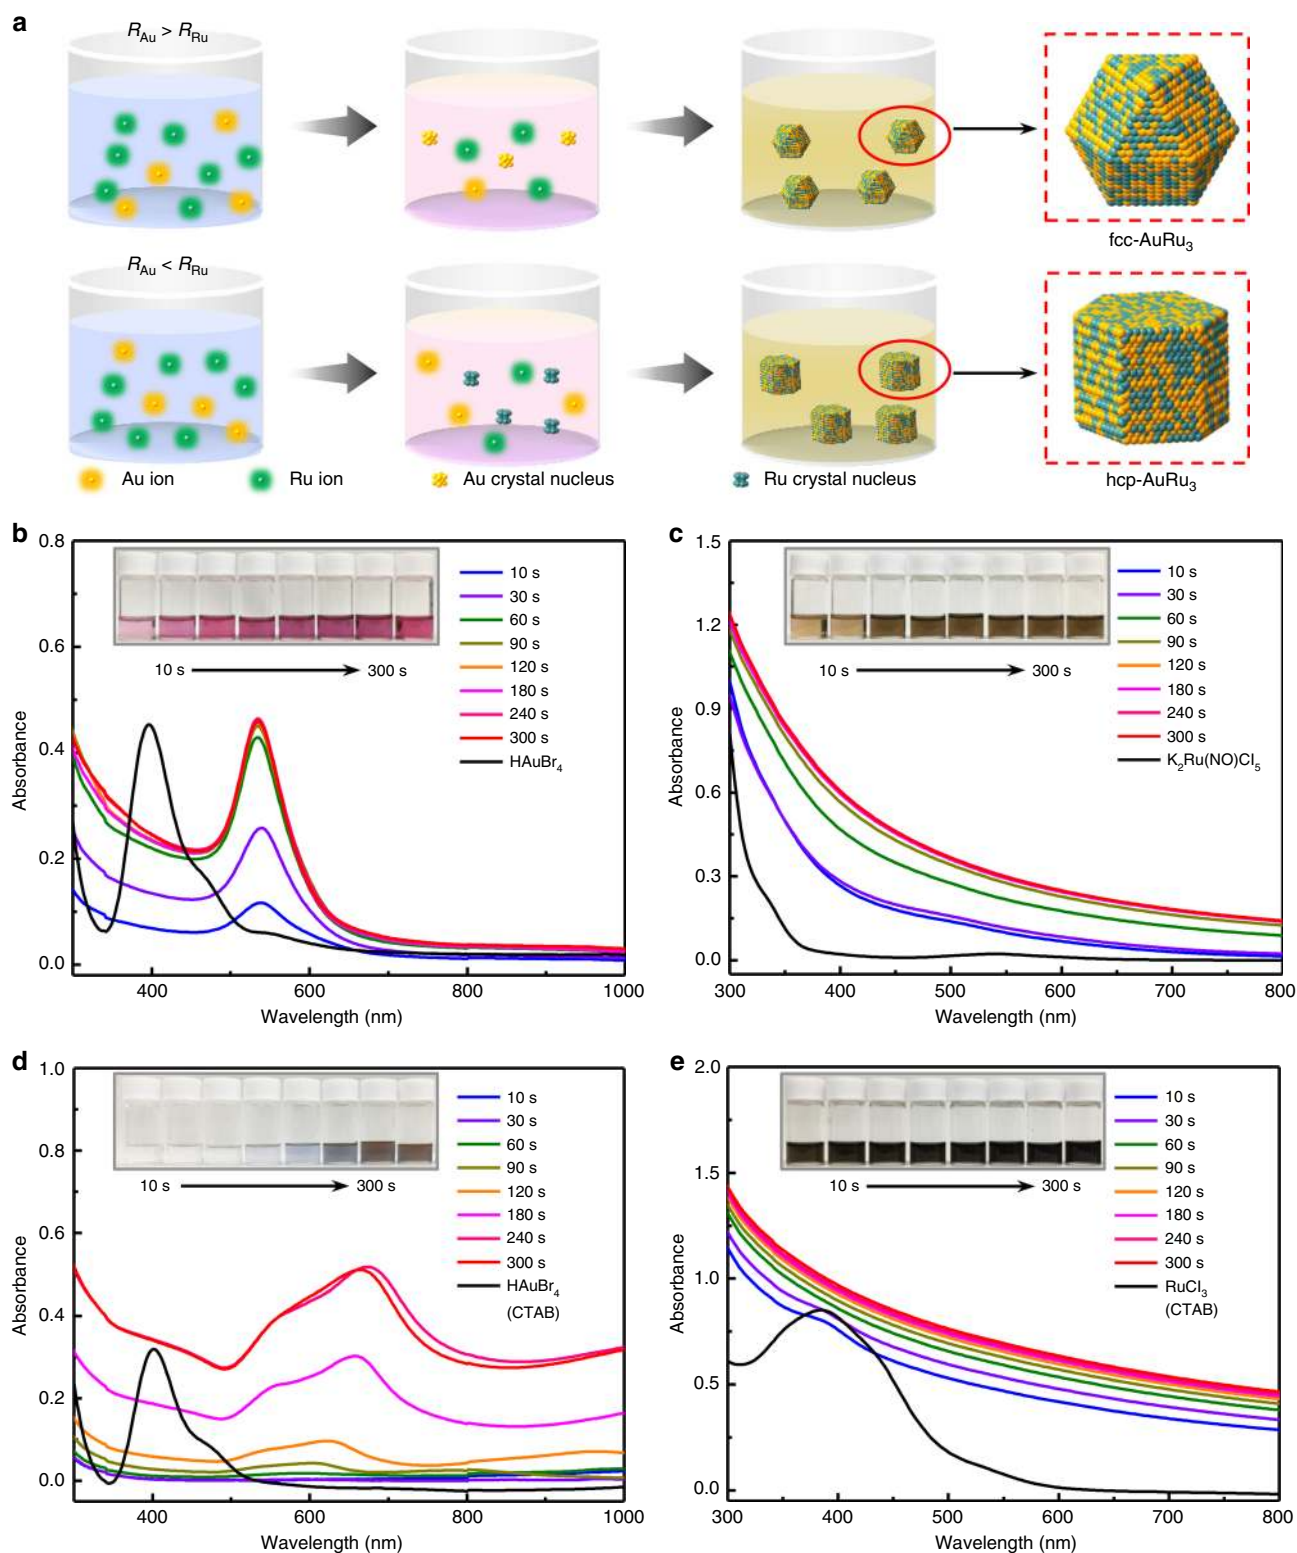 a
R_Au > R_Ru
fcc-AuRu₃
R_Au < R_Ru
hcp-AuRu₃
Au ion
Ru ion
Au crystal nucleus
Ru crystal nucleus
b
0.8
0.6
0.4
0.2
0.0
Absorbance
10 s
300 s
10 s
30 s
60 s
90 s
120 s
180 s
240 s
300 s
HAuBr₄
400
600
800
1000
Wavelength (nm)
c
1.5
1.2
0.9
0.6
0.3
0.0
Absorbance
10 s
300 s
10 s
30 s
60 s
90 s
120 s
180 s
240 s
300 s
K₂Ru(NO)Cl₅
300
400
500
600
700
800
Wavelength (nm)
d
1.0
0.8
0.6
0.4
0.2
0.0
Absorbance
10 s
300 s
10 s
30 s
60 s
90 s
120 s
180 s
240 s
300 s
HAuBr₄
(CTAB)
400
600
800
1000
Wavelength (nm)
e
2.0
1.5
1.0
0.5
0.0
Absorbance
10 s
300 s
10 s
30 s
60 s
90 s
120 s
180 s
240 s
300 s
RuCl₃
(CTAB)
300
400
500
600
700
800
Wavelength (nm)